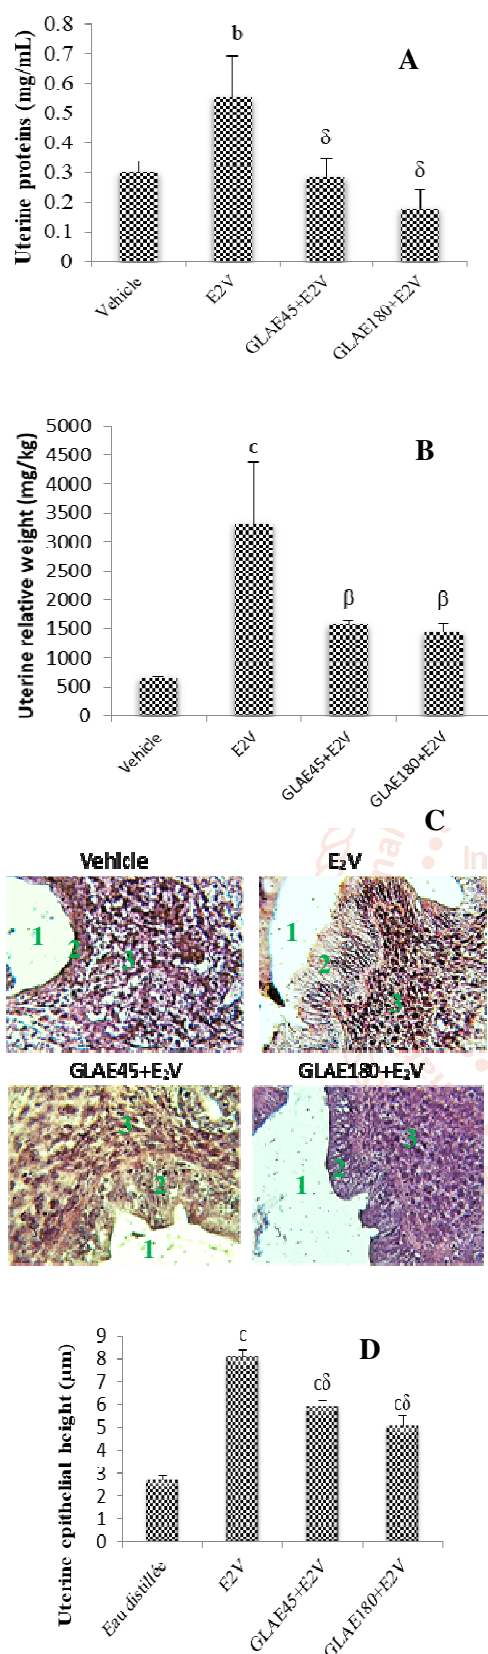 A
Uterine proteins (mg/mL)
0.8
0.7
0.6
0.5
0.4
0.3
0.2
0.1
0
b
δ
δ
Vehicle
E2V
GLAE45+E2V
GLAE180+E2V
B
Uterine relative weight (mg/kg)
5000
4500
4000
3500
3000
2500
2000
1500
1000
500
0
c
β
β
Vehicle
E2V
GLAE45+E2V
GLAE180+E2V
C
Vehicle
E₂V
1
2
3
1
2
3
GLAE45+E₂V
GLAE180+E₂V
3
2
1
3
2
1
D
Uterine epithelial height (µm)
9
8
7
6
5
4
3
2
1
0
c
cδ
cδ
Eau distillée
E2V
GLAE45+E2V
GLAE180+E2V